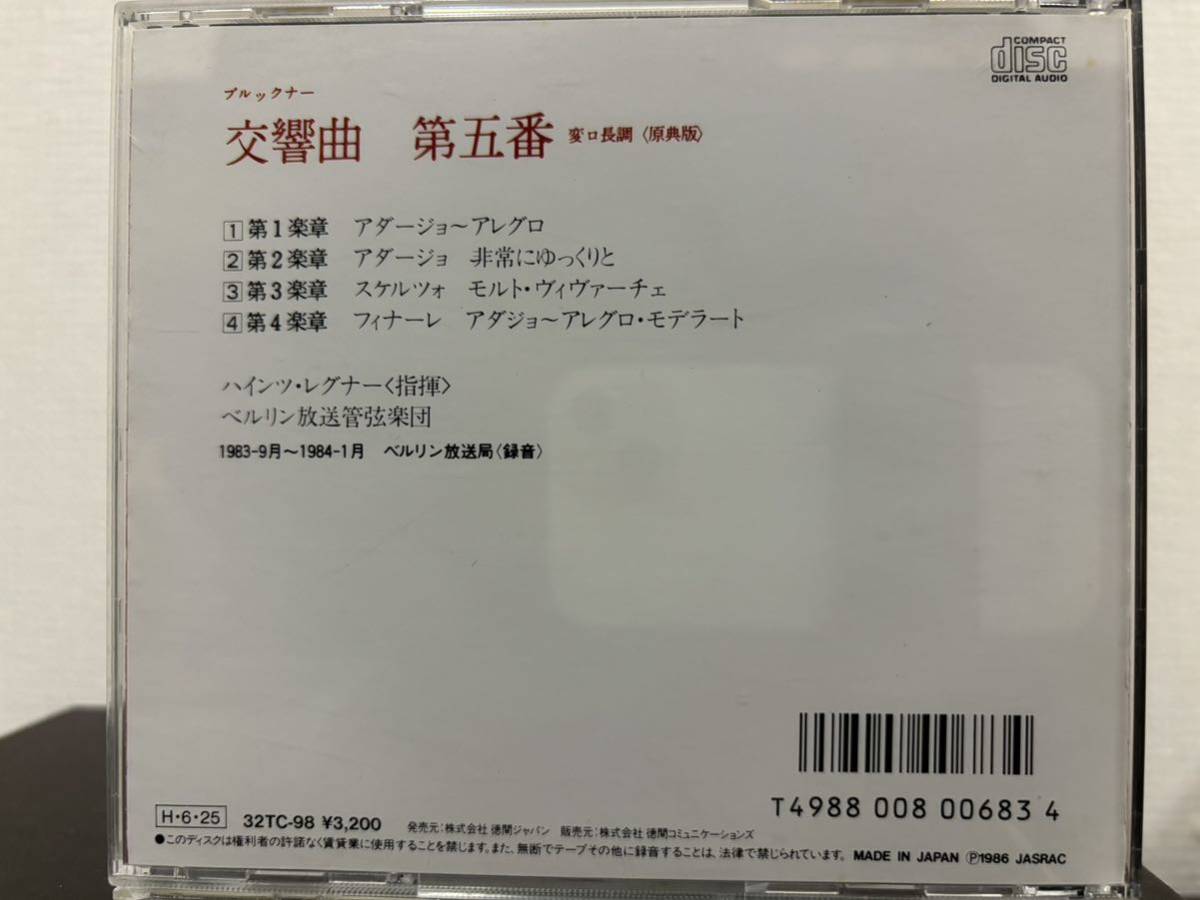 COMPACT
disc
DIGITAL AUDIO
ブルックナー
交響曲 第五番 変ロ長調〈原典版〉
1 第1楽章 アダージョ〜アレグロ
2 第2楽章 アダージョ 非常にゆっくりと
3 第3楽章 スケルツォ モルト・ヴィヴァーチェ
4 第4楽章 フィナーレ アダジョ〜アレグロ・モデラート
ハインツ・レグナー〈指揮〉
ベルリン放送管弦楽団
1983-9月〜1984-1月 ベルリン放送局〈録音〉
T4988 008 00683 4
H・6・25 32TC-98 ¥3,200 発売元:株式会社 徳間ジャパン 販売元:株式会社 徳間コミュニケーションズ
●このディスクは権利者の許諾なく賃貸業に使用することを禁じます。また、無断でテープその他に録音することは、法律で禁じられています。 MADE IN JAPAN Ⓟ1986 JASRAC